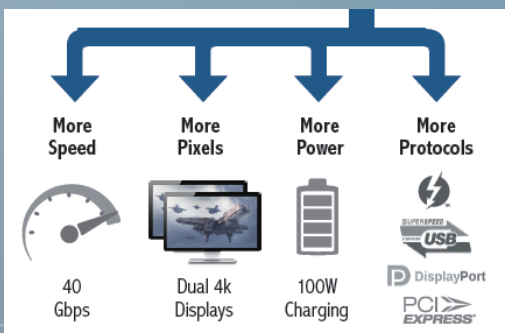 More
Speed
More
Pixels
More
Power
More
Protocols
40
Gbps
Dual 4k
Displays
100W
Charging
SUPERSPEED
USB
DisplayPort
PCI
EXPRESS